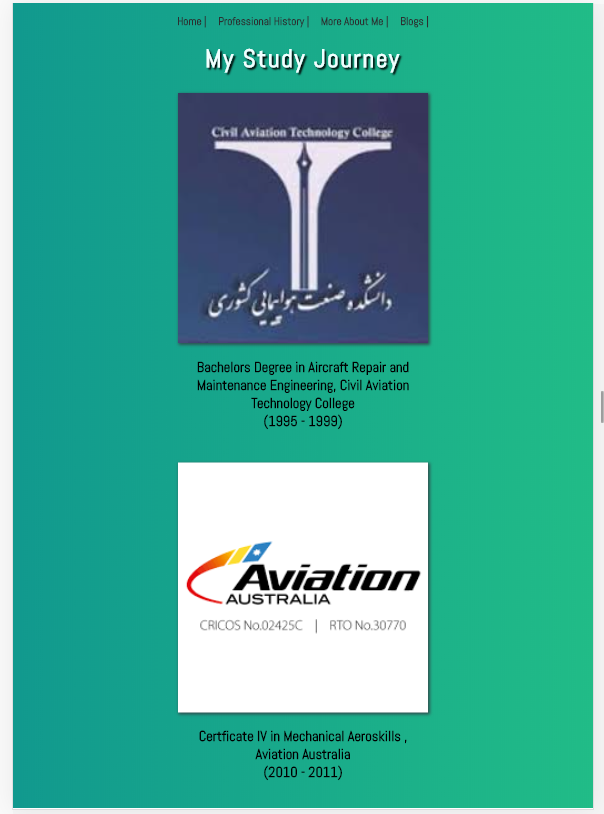 Home |   Professional History |   More About Me |   Blogs |
My Study Journey
Civil Aviation Technology College
دانشکده صنعت هواپیمایی کشوری
Bachelors Degree in Aircraft Repair and
Maintenance Engineering, Civil Aviation
Technology College
(1995 - 1999)
Aviation
AUSTRALIA
CRICOS No.02425C | RTO No.30770
Certficate IV in Mechanical Aeroskills ,
Aviation Australia
(2010 - 2011)